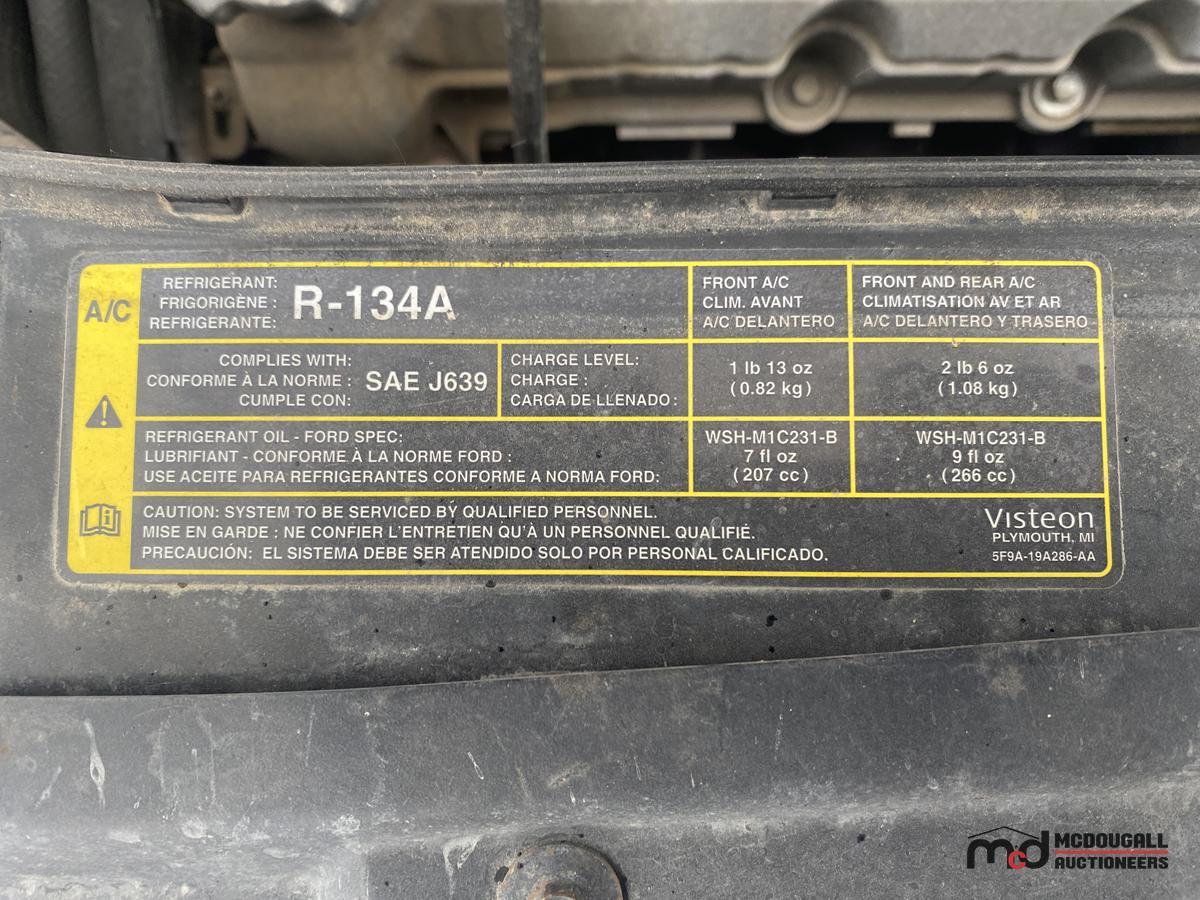 A/C
REFRIGERANT:
FRIGORIGÈNE :
REFRIGERANTE:
R-134A
FRONT A/C
CLIM. AVANT
A/C DELANTERO
FRONT AND REAR A/C
CLIMATISATION AV ET AR
A/C DELANTERO Y TRASERO
COMPLIES WITH:
CONFORME À LA NORME :
CUMPLE CON:
SAE J639
CHARGE LEVEL:
CHARGE :
CARGA DE LLENADO :
1 lb 13 oz
(0.82 kg)
2 lb 6 oz
(1.08 kg)
REFRIGERANT OIL - FORD SPEC:
LUBRIFIANT - CONFORME À LA NORME FORD :
USE ACEITE PARA REFRIGERANTES CONFORME A NORMA FORD:
WSH-M1C231-B
7 fl oz
(207 cc)
WSH-M1C231-B
9 fl oz
(266 cc)
CAUTION: SYSTEM TO BE SERVICED BY QUALIFIED PERSONNEL.
MISE EN GARDE : NE CONFIER L'ENTRETIEN QU'À UN PERSONNEL QUALIFIÉ.
PRECAUCIÓN: EL SISTEMA DEBE SER ATENDIDO SOLO POR PERSONAL CALIFICADO.
Visteon
PLYMOUTH, MI
5F9A-19A286-AA
mcd
MCDOUGALL
AUCTIONEERS